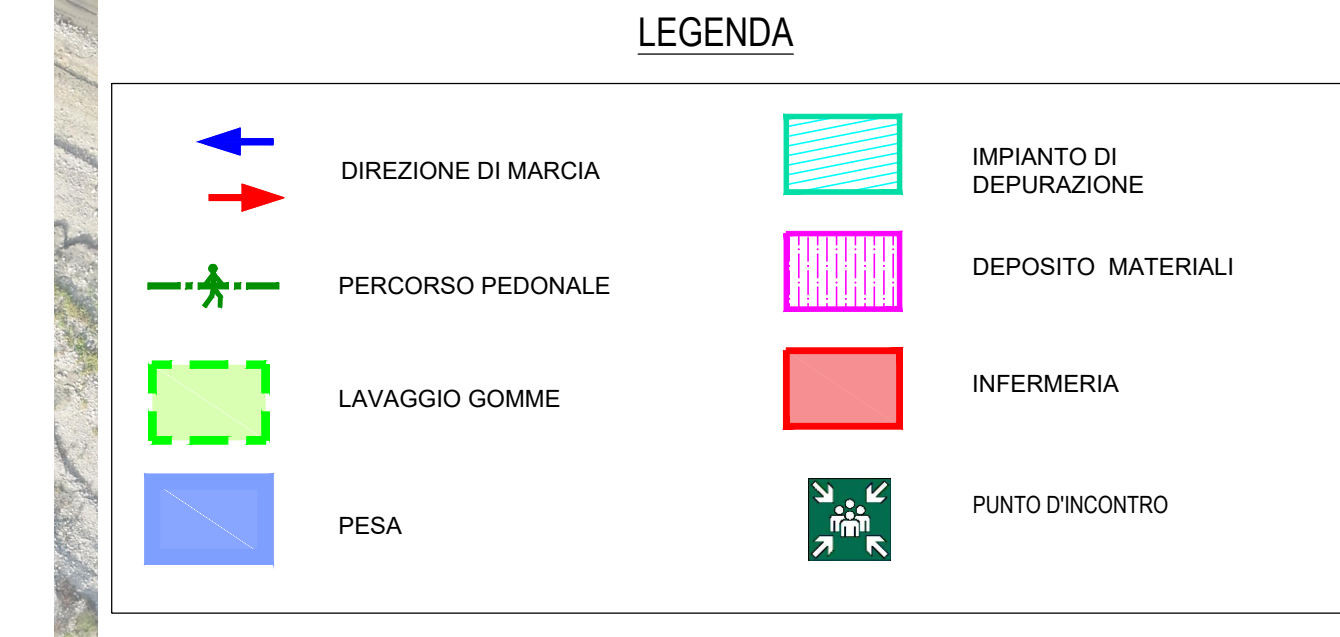 LEGENDA
DIREZIONE DI MARCIA
PERCORSO PEDONALE
LAVAGGIO GOMME
PESA
IMPIANTO DI
DEPURAZIONE
DEPOSITO MATERIALI
INFERMERIA
PUNTO D'INCONTRO